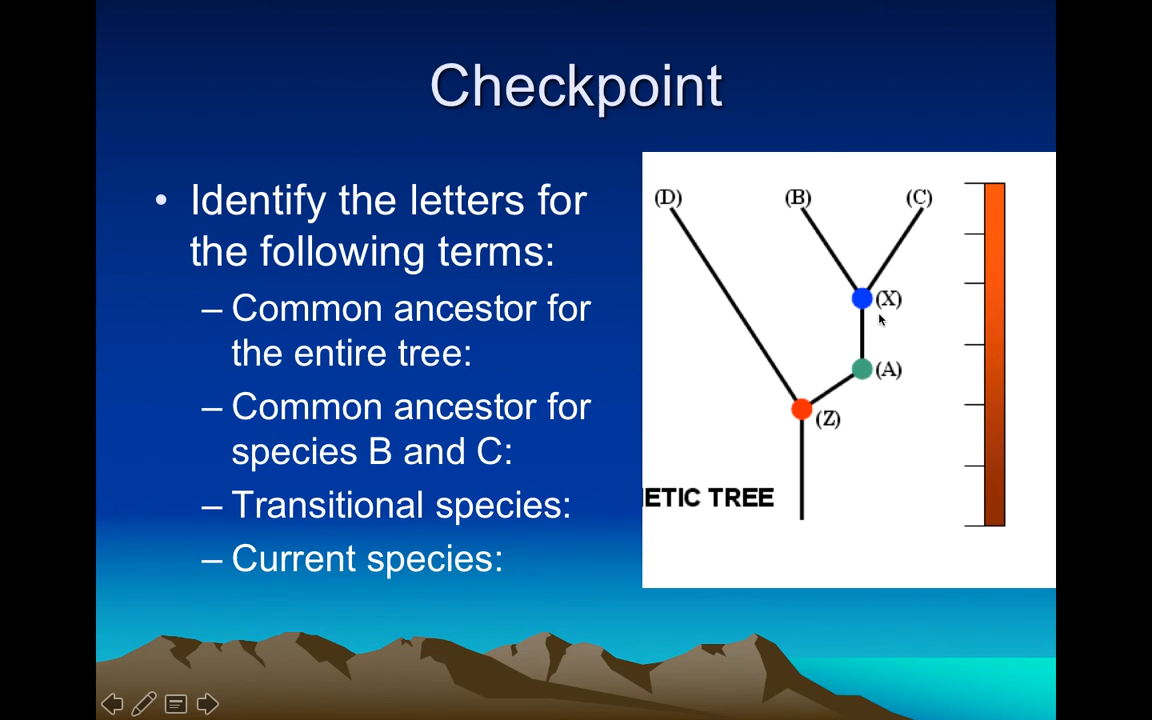 Checkpoint
• Identify the letters for
the following terms:
– Common ancestor for
the entire tree:
– Common ancestor for
species B and C:
– Transitional species:
– Current species:
(D) (B) (C)
(X)
(A)
(Z)
ETIC TREE